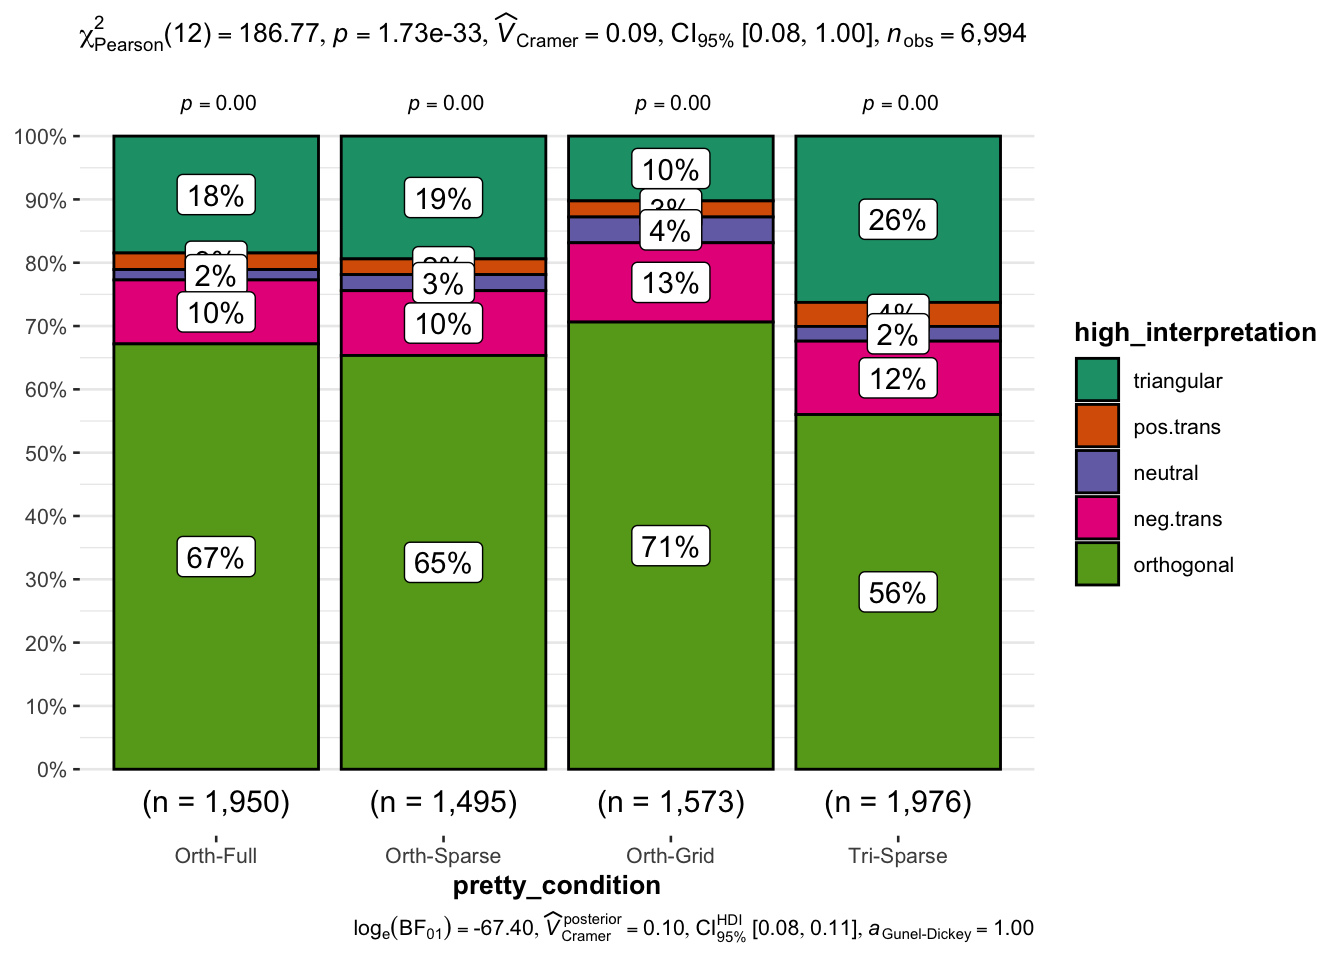 χ²Pearson(12) = 186.77, p = 1.73e-33, V̂Cramer = 0.09, CI95% [0.08, 1.00], nobs = 6,994
p = 0.00 p = 0.00 p = 0.00 p = 0.00
100%
90%
80%
70%
60%
50%
40%
30%
20%
10%
0%
18%
2%
10%
67%
19%
3%
10%
65%
10%
3%
4%
13%
71%
26%
4%
2%
12%
56%
(n = 1,950) (n = 1,495) (n = 1,573) (n = 1,976)
Orth-Full Orth-Sparse Orth-Grid Tri-Sparse
pretty_condition
high_interpretation
triangular
pos.trans
neutral
neg.trans
orthogonal
loge(BF01) = -67.40, V̂Cramer posterior = 0.10, CI95% HDI [0.08, 0.11], aGunel-Dickey = 1.00